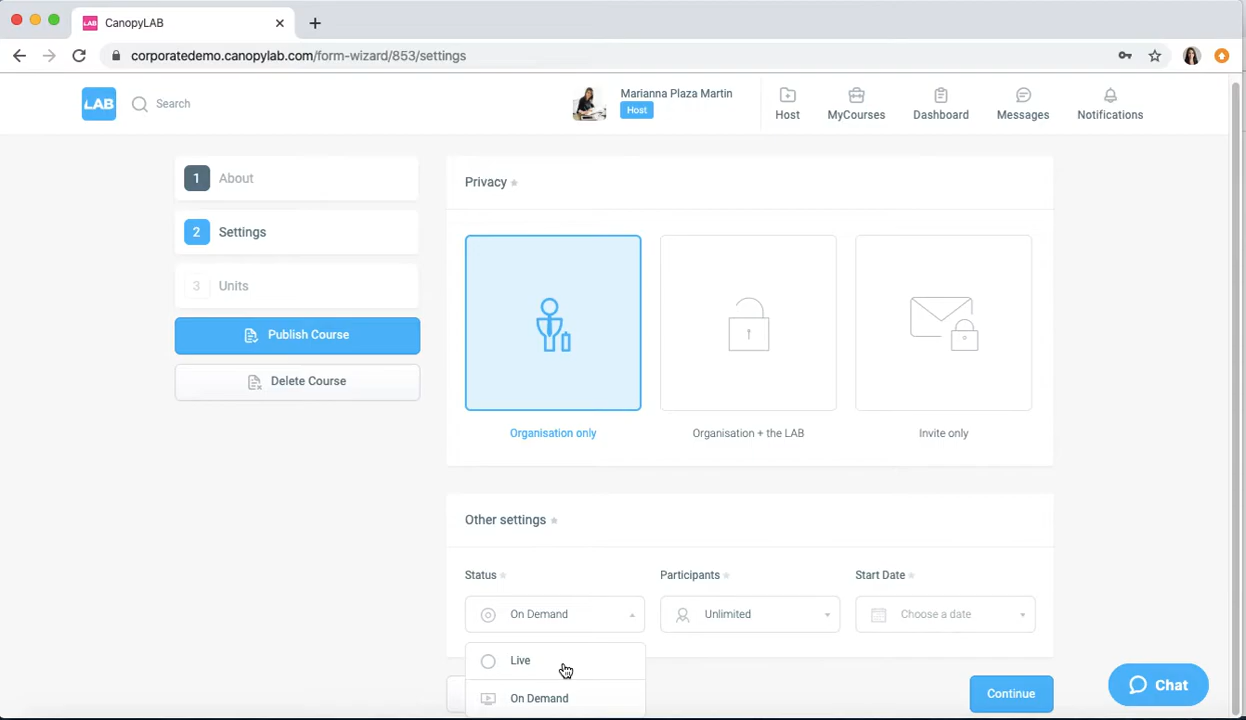 LAB CanopyLAB
corporatedemo.canopylab.com/form-wizard/853/settings
LAB Search
Marianna Plaza Martin
Host
Host MyCourses Dashboard Messages Notifications
1 About
2 Settings
3 Units
Publish Course
Delete Course
Privacy
Organisation only Organisation + the LAB Invite only
Other settings
Status Participants Start Date
On Demand Unlimited Choose a date
Live
On Demand
Continue
Chat